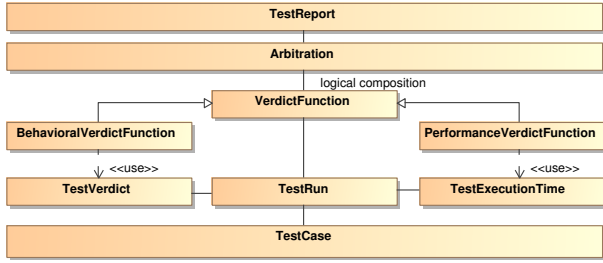 TestReport
Arbitration
logical composition
VerdictFunction
BehavioralVerdictFunction
PerformanceVerdictFunction
<<use>>
<<use>>
TestVerdict
TestRun
TestExecutionTime
TestCase